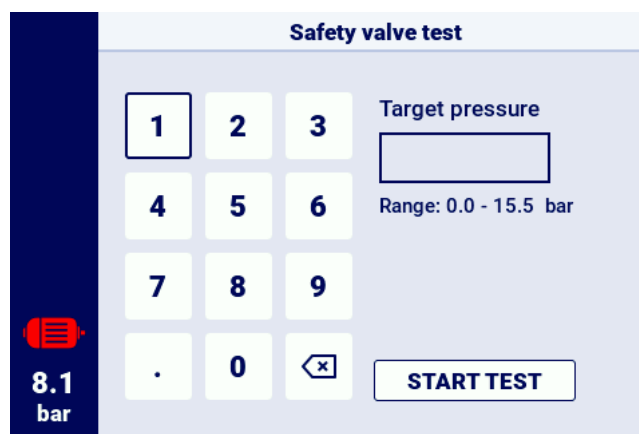 Safety valve test
1 2 3
Target pressure
4 5 6
Range: 0.0 - 15.5 bar
7 8 9
. 0
START TEST
8.1
bar